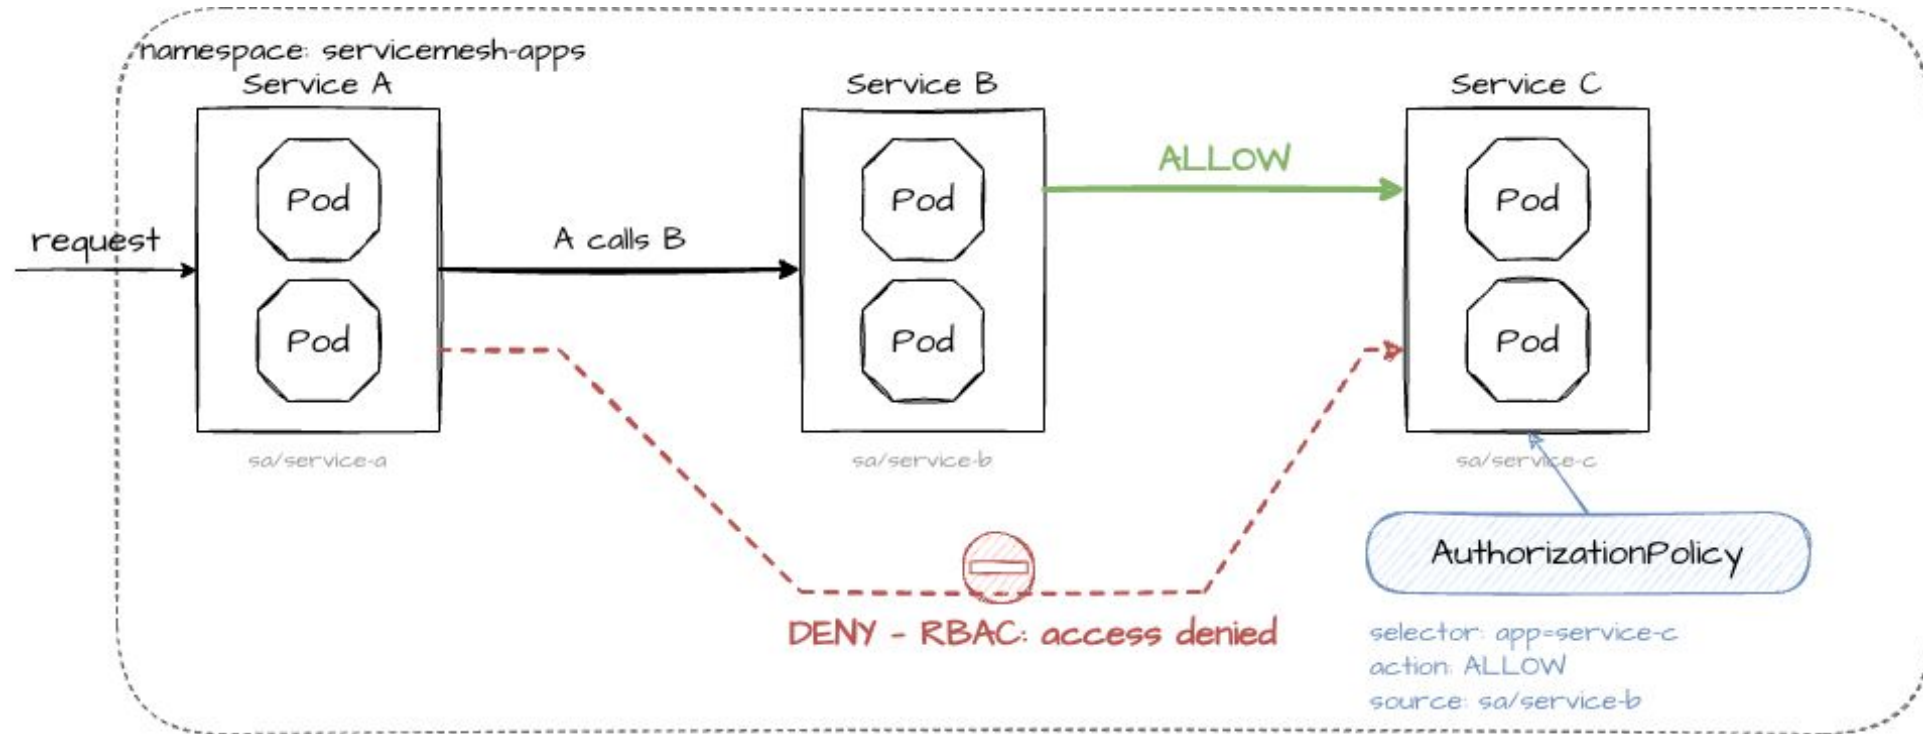 namespace: servicemesh-apps
Service A
Service B
Service C
Pod
Pod
Pod
Pod
Pod
Pod
request
A calls B
ALLOW
sa/service-a
sa/service-b
sa/service-c
DENY - RBAC: access denied
AuthorizationPolicy
selector: app=service-c
action: ALLOW
source: sa/service-b